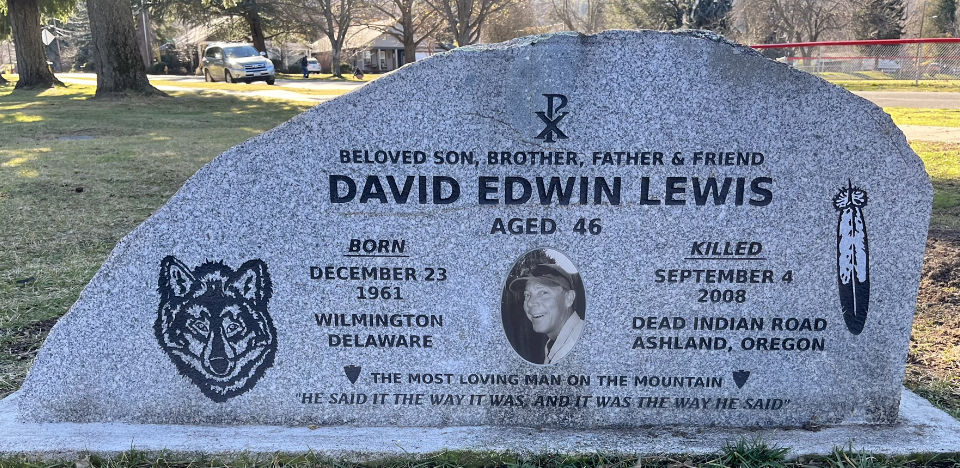 BELOVED SON, BROTHER, FATHER & FRIEND
DAVID EDWIN LEWIS
AGED 46
BORN
DECEMBER 23
1961
WILMINGTON
DELAWARE
KILLED
SEPTEMBER 4
2008
DEAD INDIAN ROAD
ASHLAND, OREGON
THE MOST LOVING MAN ON THE MOUNTAIN
"HE SAID IT THE WAY IT WAS, AND IT WAS THE WAY HE SAID"